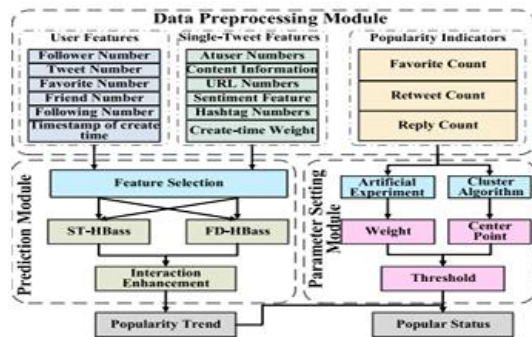 Data Preprocessing Module
User Features
Follower Number
Tweet Number
Favorite Number
Friend Number
Following Number
Timestamp of create
time
Single-Tweet Features
Atuser Numbers
Content Information
URL Numbers
Sentiment Feature
Hashtag Numbers
Create-time Weight
Popularity Indicators
Favorite Count
Retweet Count
Reply Count
Prediction Module
Feature Selection
ST-HBass
FD-HBass
Interaction
Enhancement
Popularity Trend
Parameter Setting
Module
Artificial
Experiment
Cluster
Algorithm
Weight
Center
Point
Threshold
Popular Status